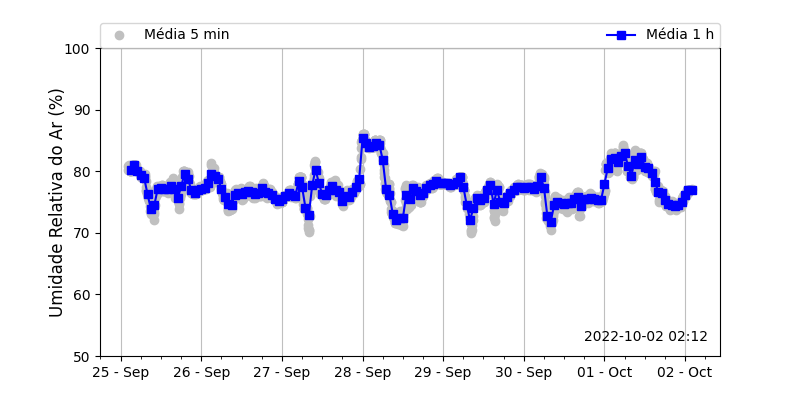 Média 5 min
Média 1 h
100
90
80
70
60
50
Umidade Relativa do Ar (%)
2022-10-02 02:12
25 - Sep
26 - Sep
27 - Sep
28 - Sep
29 - Sep
30 - Sep
01 - Oct
02 - Oct